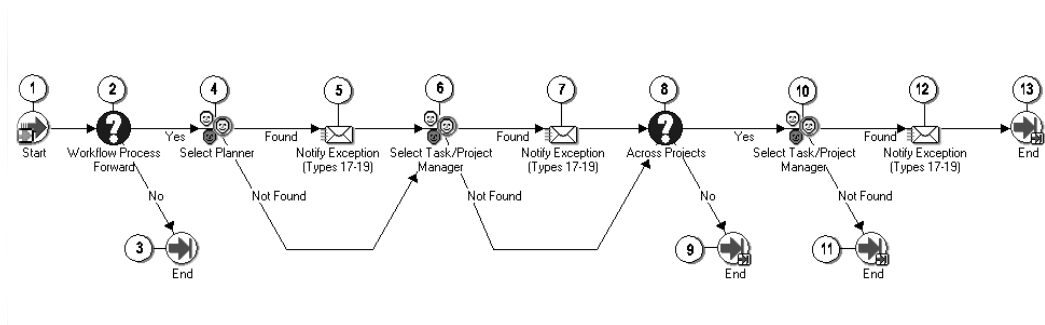 1
2
4
5
6
7
8
10
12
13
Yes
Found
Found
Yes
Found
Start
Workflow Process
Forward
Select Planner
Notify Exception
(Types 17-19)
Select Task/Project
Manager
Notify Exception
(Types 17-19)
Across Projects
Select Task/Project
Manager
Notify Exception
(Types 17-19)
End
No
Not Found
Not Found
No
Not Found
3
End
9
End
11
End